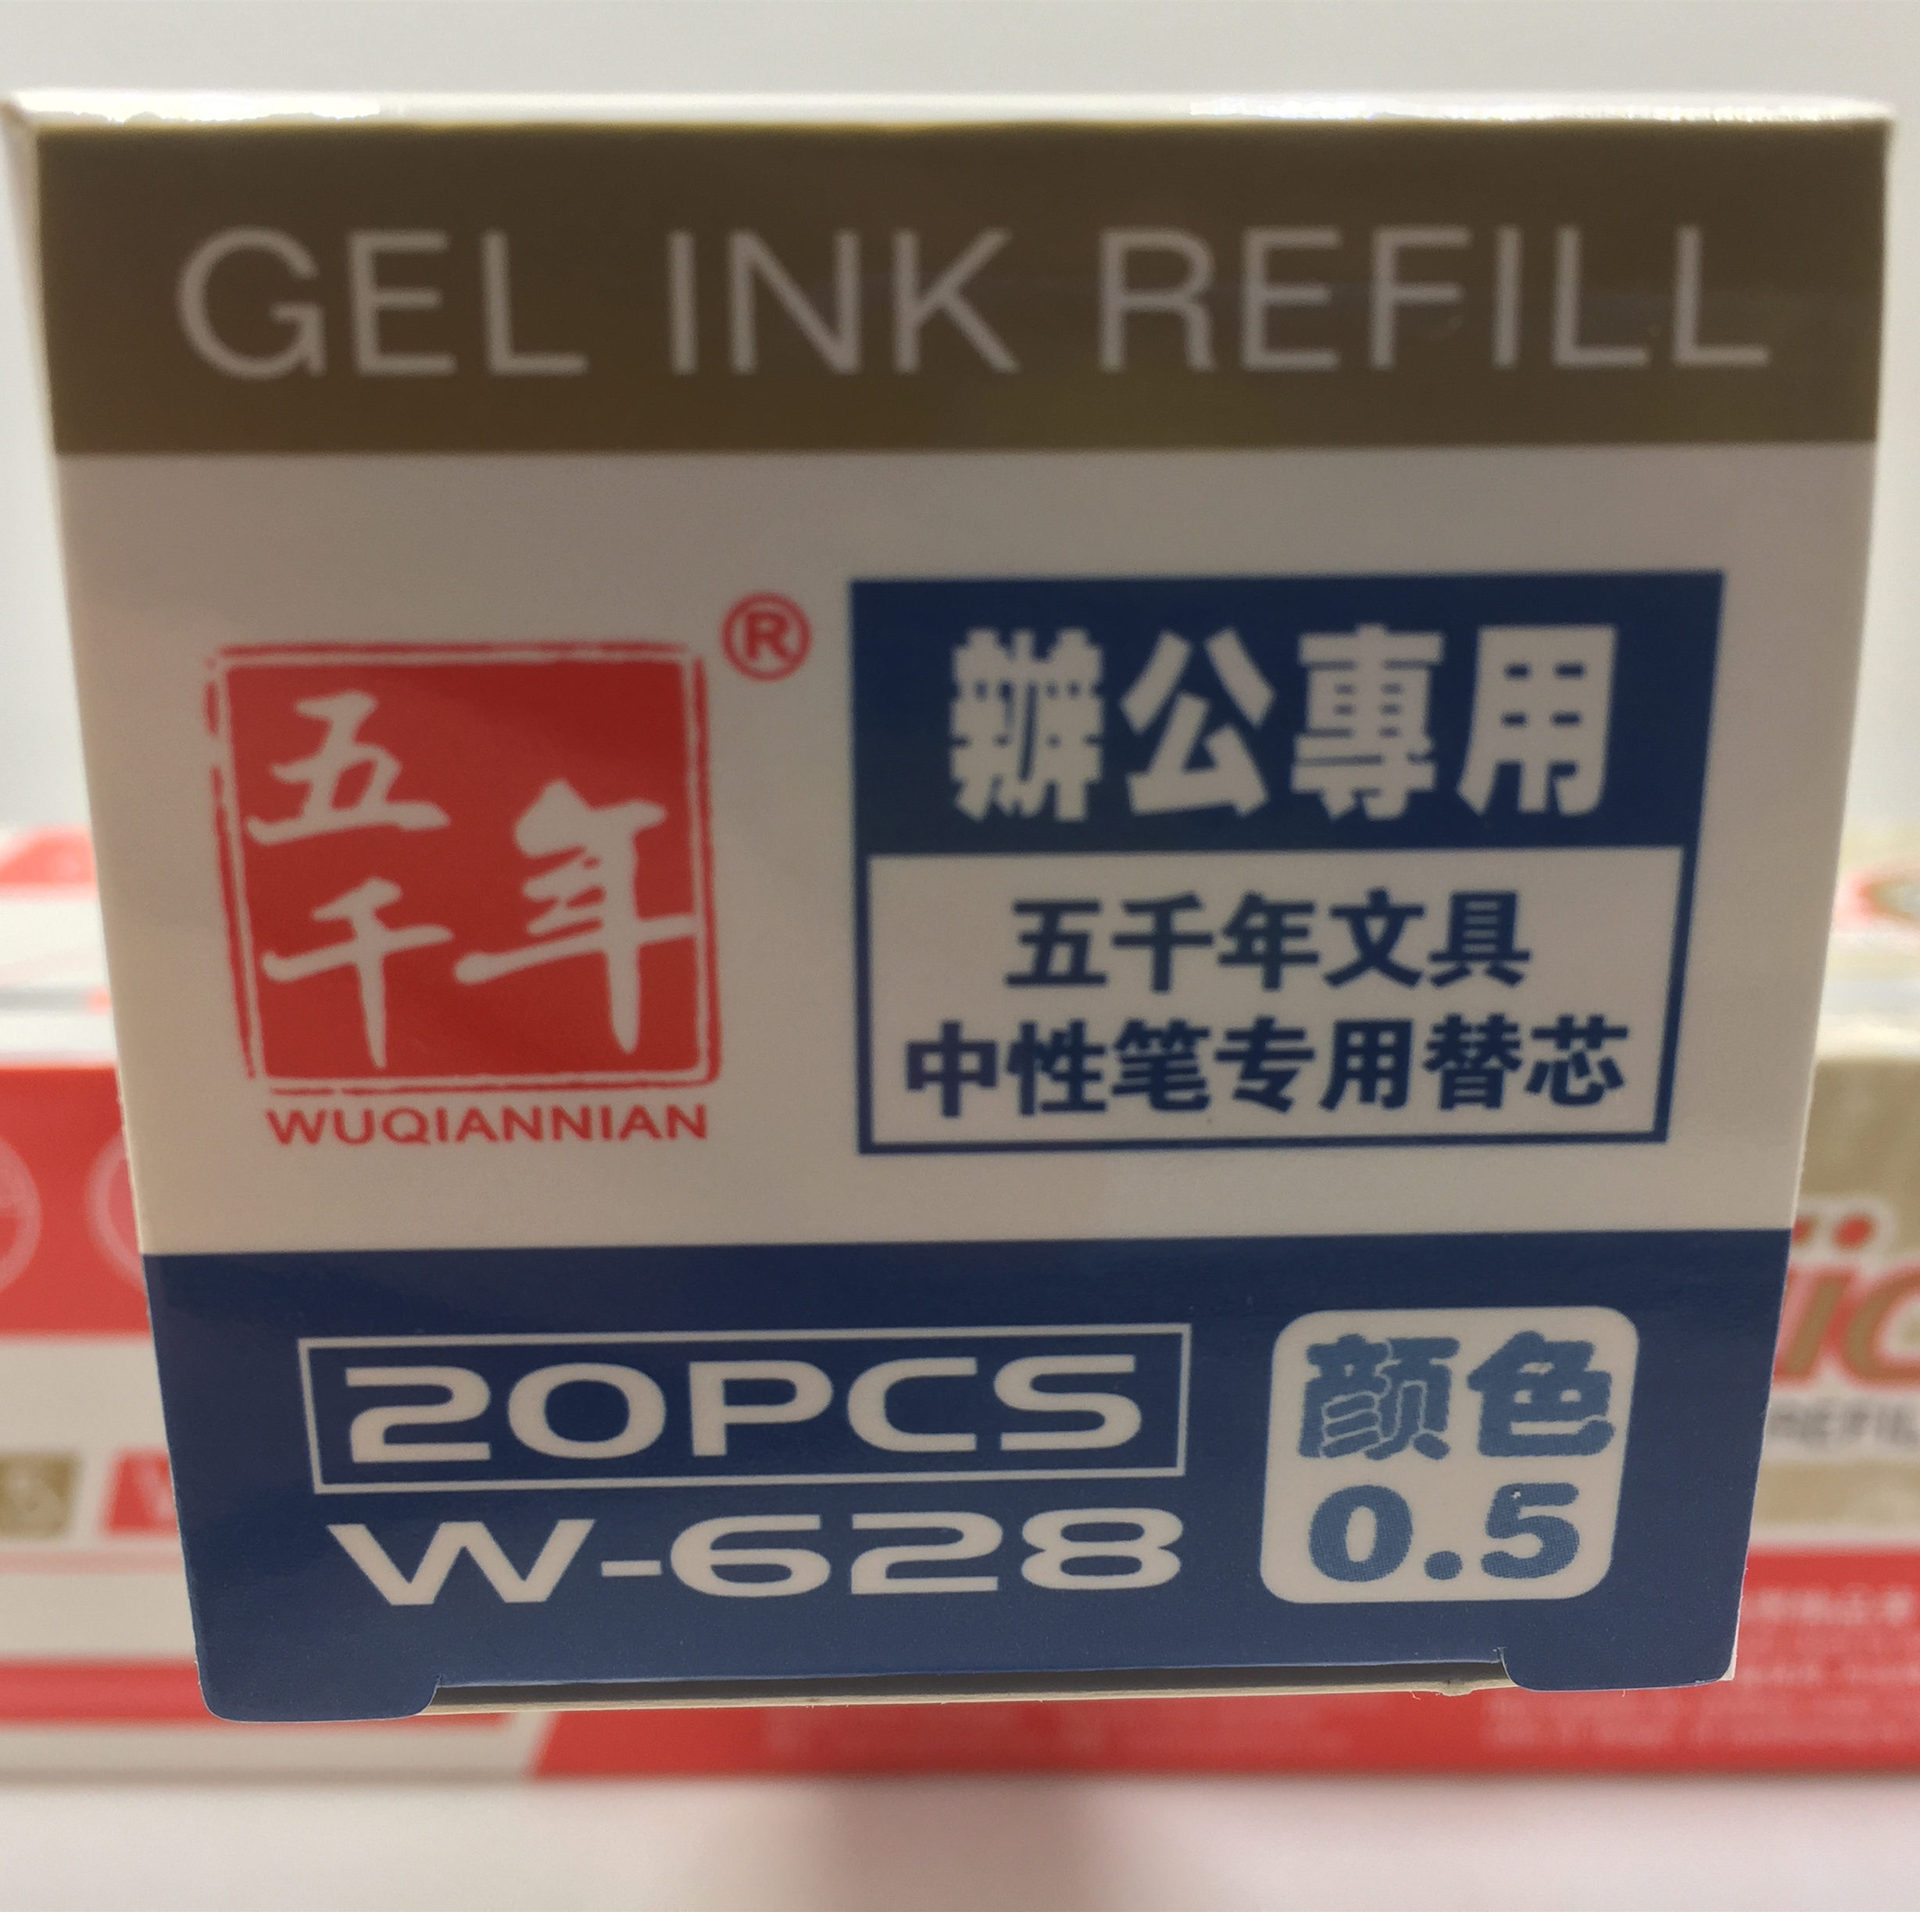 GEL INK REFILL
五千年
®
WUQIANNIAN
辦公專用
五千年文具
中性笔专用替芯
20PCS
W-628
颜色
0.5